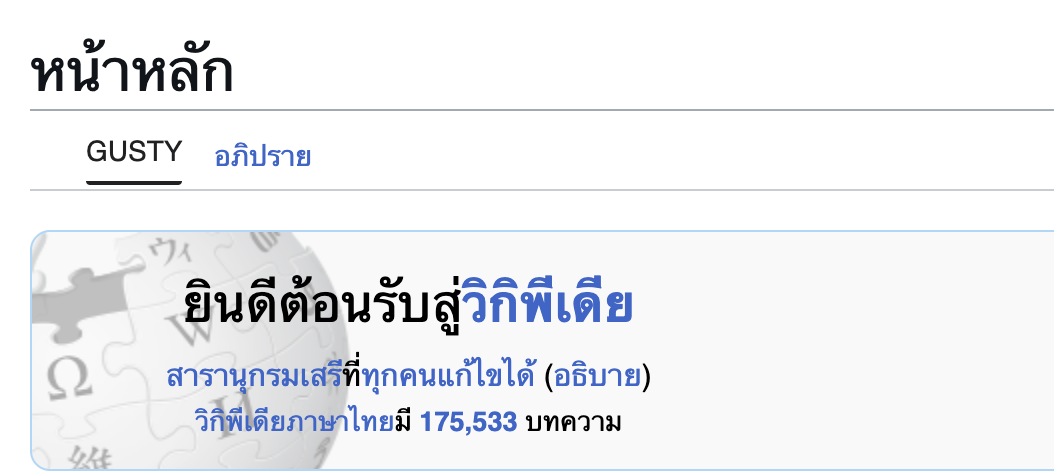 หน้าหลัก
GUSTY อภิปราย
ยินดีต้อนรับสู่วิกิพีเดีย
สารานุกรมเสรีที่ทุกคนแก้ไขได้ (อธิบาย)
วิกิพีเดียภาษาไทยมี 175,533 บทความ
ウィ
W
Ω
И
維